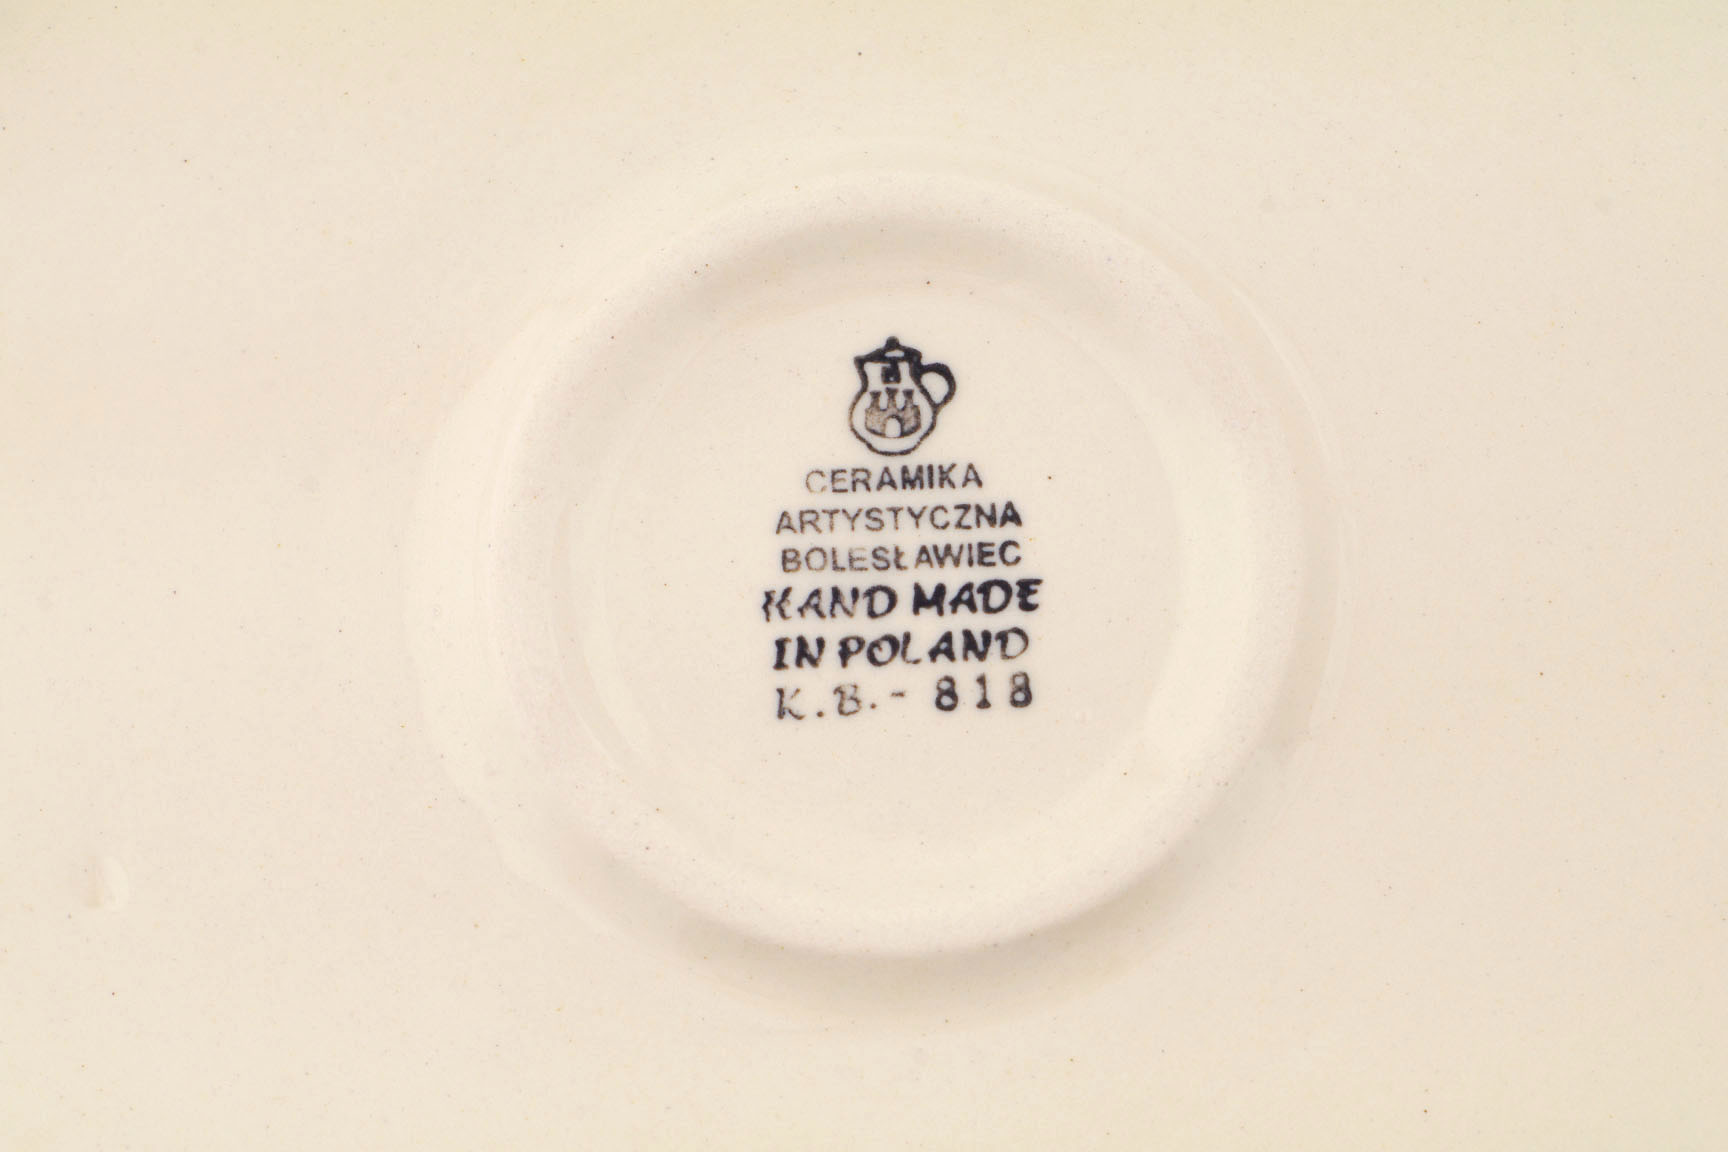 CERAMIKA
ARTYSTYCZNA
BOLESŁAWIEC
HAND MADE
IN POLAND
K.B.- 818